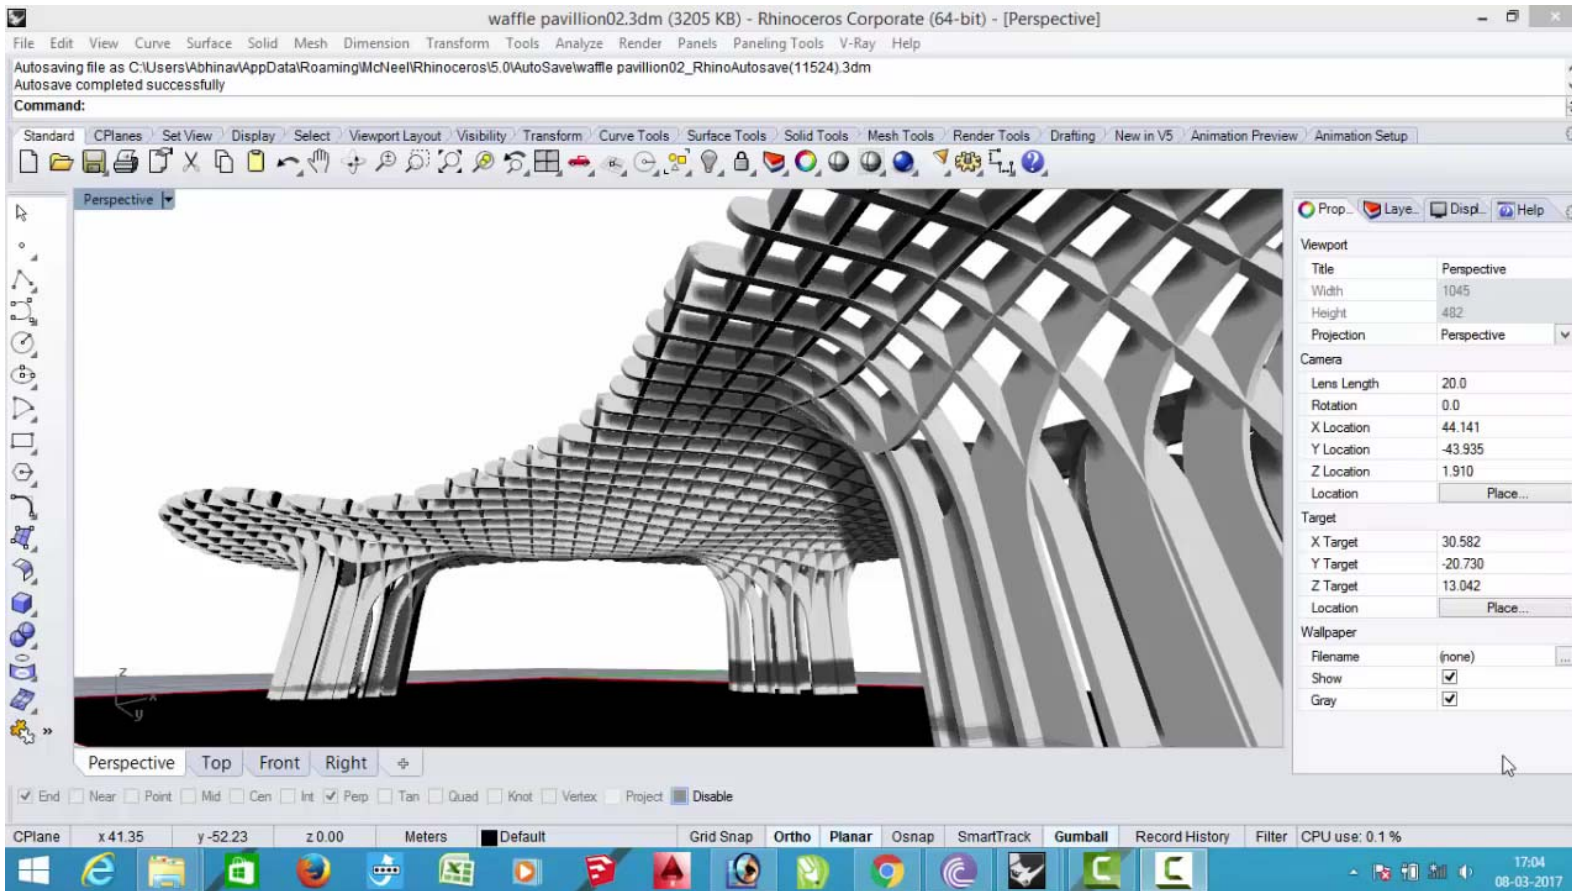 waffle pavillion02.3dm (3205 KB) - Rhinoceros Corporate (64-bit) - [Perspective]
File Edit View Curve Surface Solid Mesh Dimension Transform Tools Analyze Render Panels Paneling Tools V-Ray Help
Autosaving file as C:\Users\Abhinav\AppData\Roaming\McNeel\Rhinoceros\5.0\AutoSave\waffle pavillion02_RhinoAutosave(11524).3dm
Autosave completed successfully
Command:
Standard CPlanes Set View Display Select Viewport Layout Visibility Transform Curve Tools Surface Tools Solid Tools Mesh Tools Render Tools Drafting New in V5 Animation Preview Animation Setup
Perspective
Prop... Laye... Displ... Help
Viewport
Title Perspective
Width 1045
Height 482
Projection Perspective
Camera
Lens Length 20.0
Rotation 0.0
X Location 44.141
Y Location -43.935
Z Location 1.910
Location Place...
Target
X Target 30.582
Y Target -20.730
Z Target 13.042
Location Place...
Wallpaper
Filename (none) ...
Show
Gray
z
x
y
Perspective Top Front Right
End Near Point Mid Cen Int Perp Tan Quad Knot Vertex Project Disable
CPlane x 41.35 y -52.23 z 0.00 Meters Default Grid Snap Ortho Planar Osnap SmartTrack Gumball Record History Filter CPU use: 0.1 %
17:04
08-03-2017